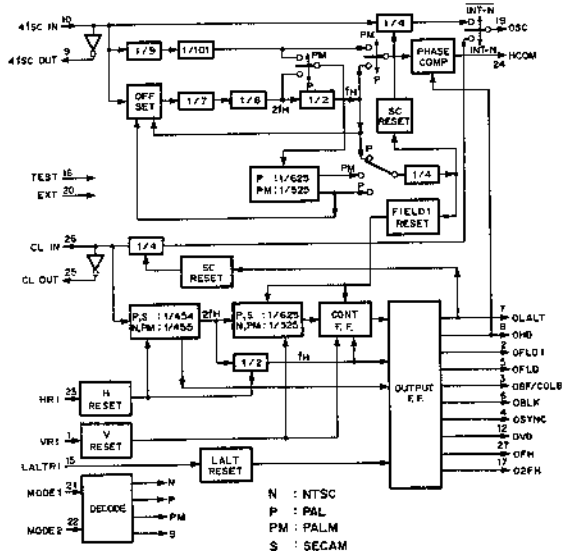 10
4fSC IN
9
4fSC OUT
1/9
1/101
PM
P
1/4
INT-N
19
OSC
INT-N
PM
P
PHASE
COMP
HCOM
24
OFF
SET
1/7
1/6
2fH
1/2
fH
SC
RESET
TEST 16
EXT 20
P : 1/625
PM : 1/525
PM
P
P
1/4
FIELD1
RESET
CL IN 26
1/4
CL OUT 25
SC
RESET
P,S : 1/454
N,PM : 1/455
2fH
P,S : 1/625
N,PM : 1/525
CONT
F.F.
1/2
fH
OUTPUT
F.F.
7
OLALT
8
OHD
2
OFLD1
OFLD
OBF/COLB
OBLK
4
OSYNC
12
OVD
27
OFH
17
O2FH
HRI 23
H
RESET
VRI 1
V
RESET
LALTRI 15
LALT
RESET
MODE1 21
MODE2 22
DECODE
N
P
PM
S
N : NTSC
P : PAL
PM : PALM
S : SECAM